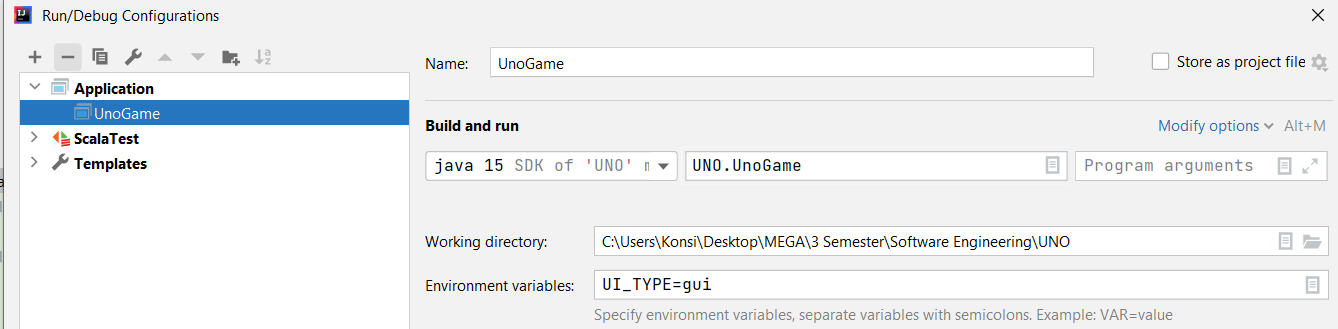 Run/Debug Configurations
Name: UnoGame Store as project file
Application
UnoGame
ScalaTest
Templates
Build and run Modify options Alt+M
java 15 SDK of 'UNO' m UNO.UnoGame Program arguments
Working directory: C:\Users\Konsi\Desktop\MEGA\3 Semester\Software Engineering\UNO
Environment variables: UI_TYPE=gui
Specify environment variables, separate variables with semicolons. Example: VAR=value